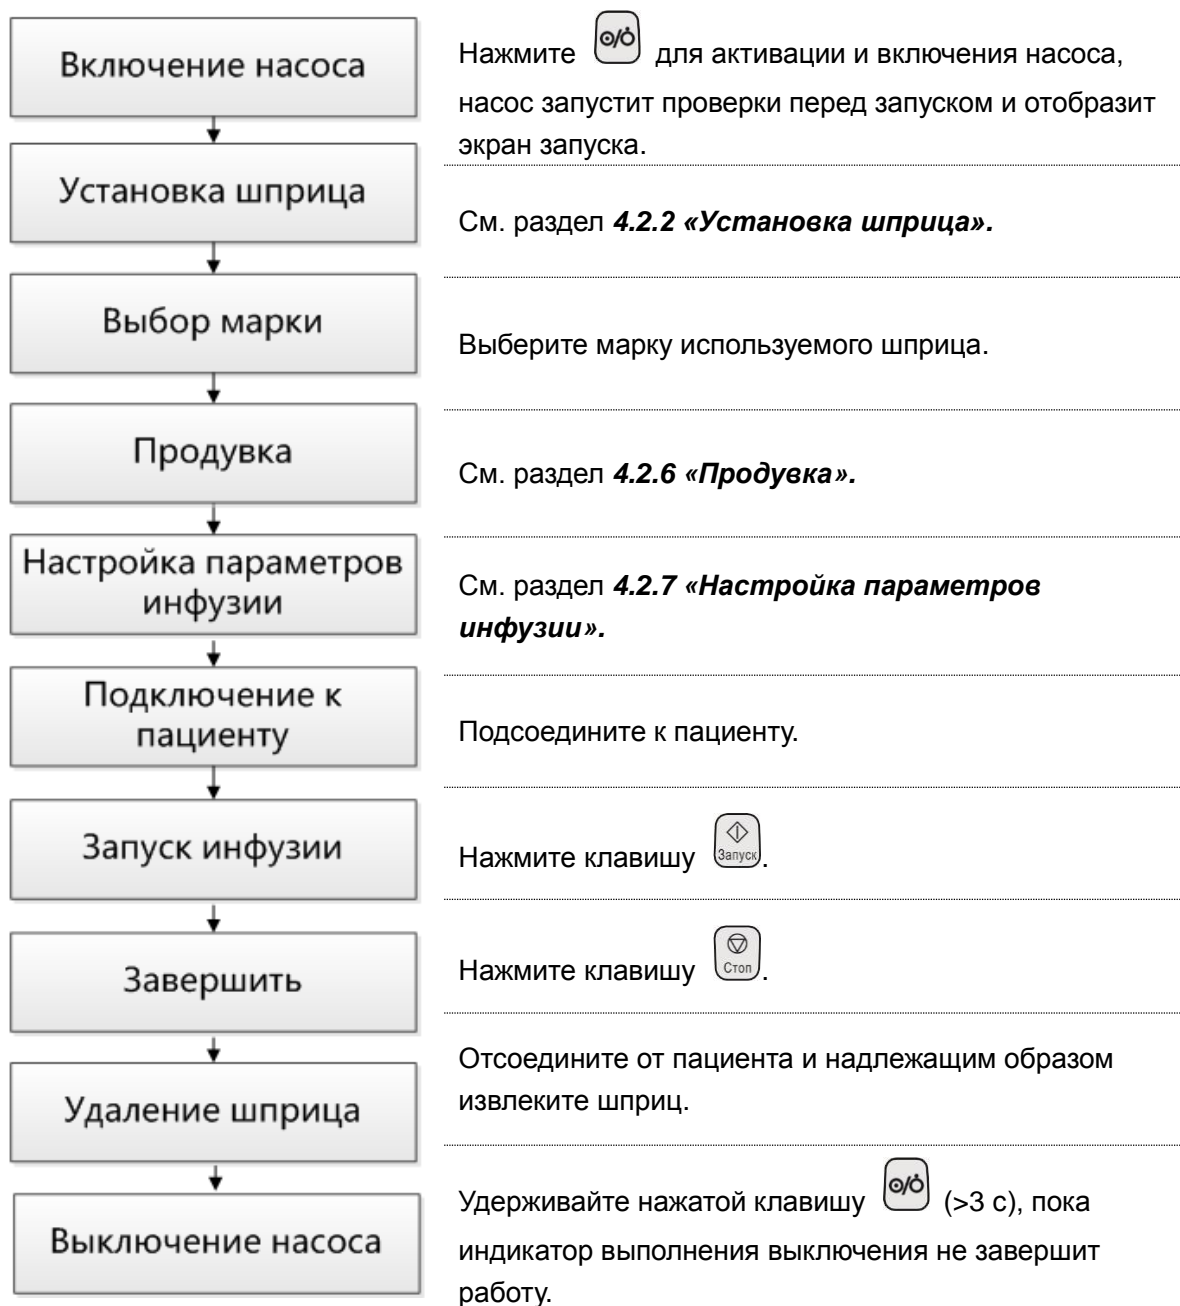 Включение насоса
Нажмите для активации и включения насоса,
насос запустит проверки перед запуском и отобразит
экран запуска.
Установка шприца
См. раздел 4.2.2 «Установка шприца».
Выбор марки
Выберите марку используемого шприца.
Продувка
См. раздел 4.2.6 «Продувка».
Настройка параметров
инфузии
См. раздел 4.2.7 «Настройка параметров
инфузии».
Подключение к
пациенту
Подсоедините к пациенту.
Запуск инфузии
Нажмите клавишу Запуск.
Завершить
Нажмите клавишу Стоп.
Удаление шприца
Отсоедините от пациента и надлежащим образом
извлеките шприц.
Выключение насоса
Удерживайте нажатой клавишу (>3 с), пока
индикатор выполнения выключения не завершит
работу.